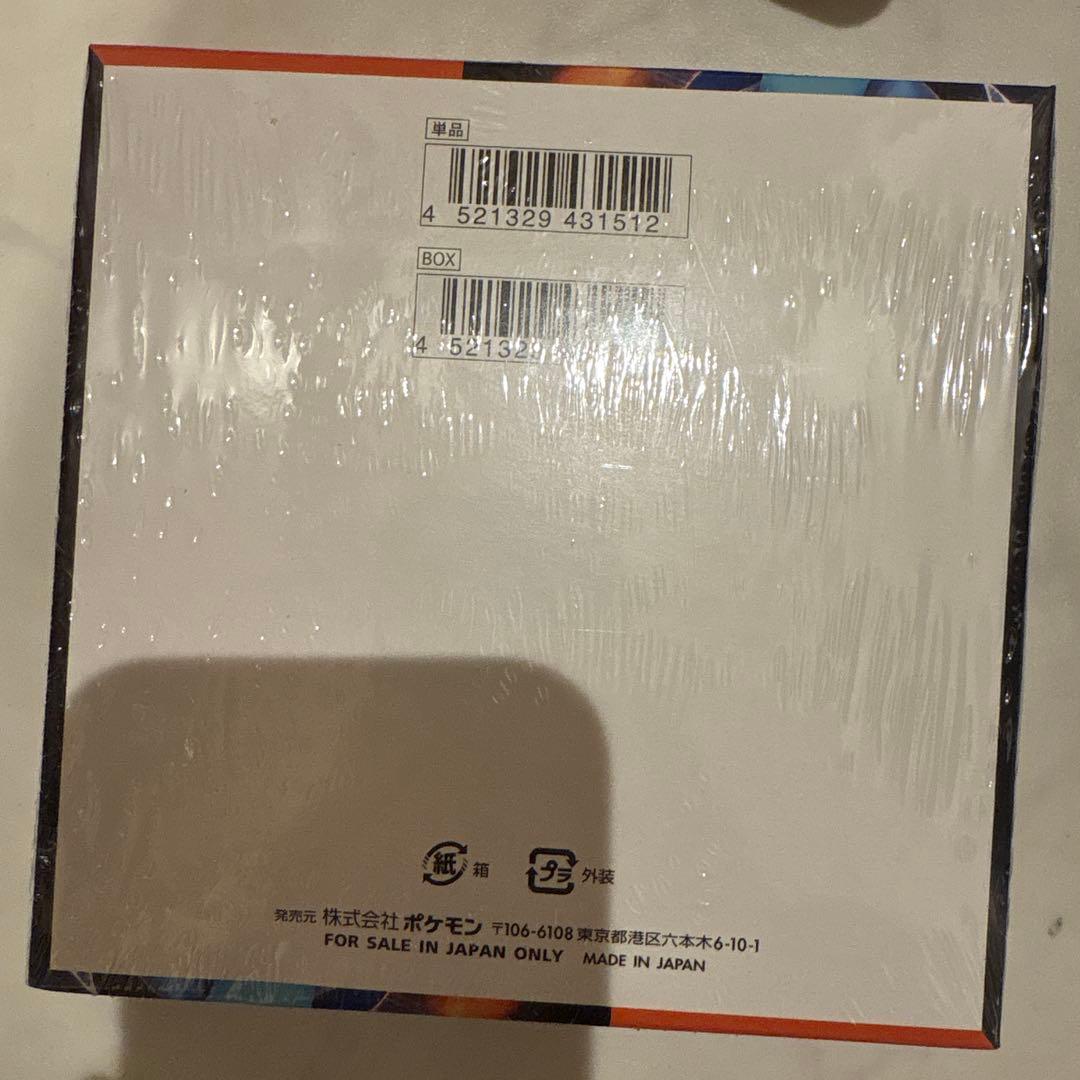 単品
4 521329 431512
BOX
4 521329
紙 箱 プラ 外装
発売元 株式会社ポケモン 〒106-6108 東京都港区六本木6-10-1
FOR SALE IN JAPAN ONLY MADE IN JAPAN